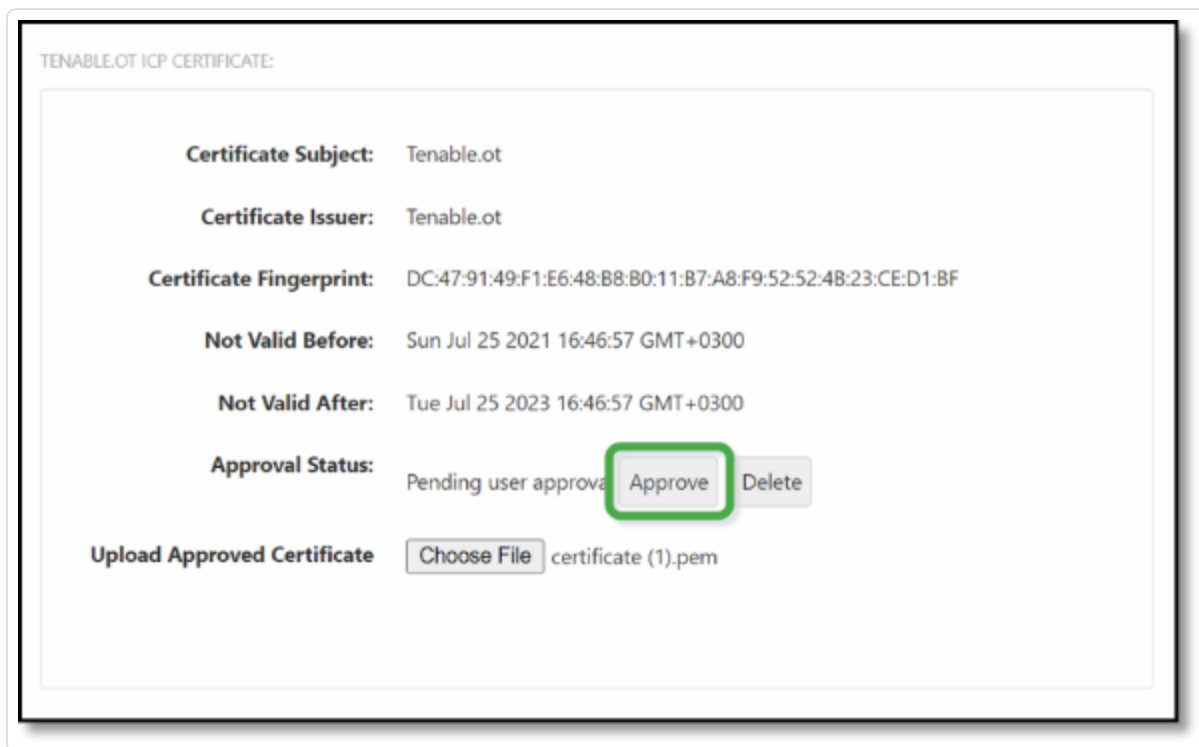 TENABLE.OT ICP CERTIFICATE:
Certificate Subject: Tenable.ot
Certificate Issuer: Tenable.ot
Certificate Fingerprint: DC:47:91:49:F1:E6:48:B8:B0:11:B7:A8:F9:52:52:4B:23:CE:D1:BF
Not Valid Before: Sun Jul 25 2021 16:46:57 GMT+0300
Not Valid After: Tue Jul 25 2023 16:46:57 GMT+0300
Approval Status: Pending user approva Approve Delete
Upload Approved Certificate Choose File certificate (1).pem